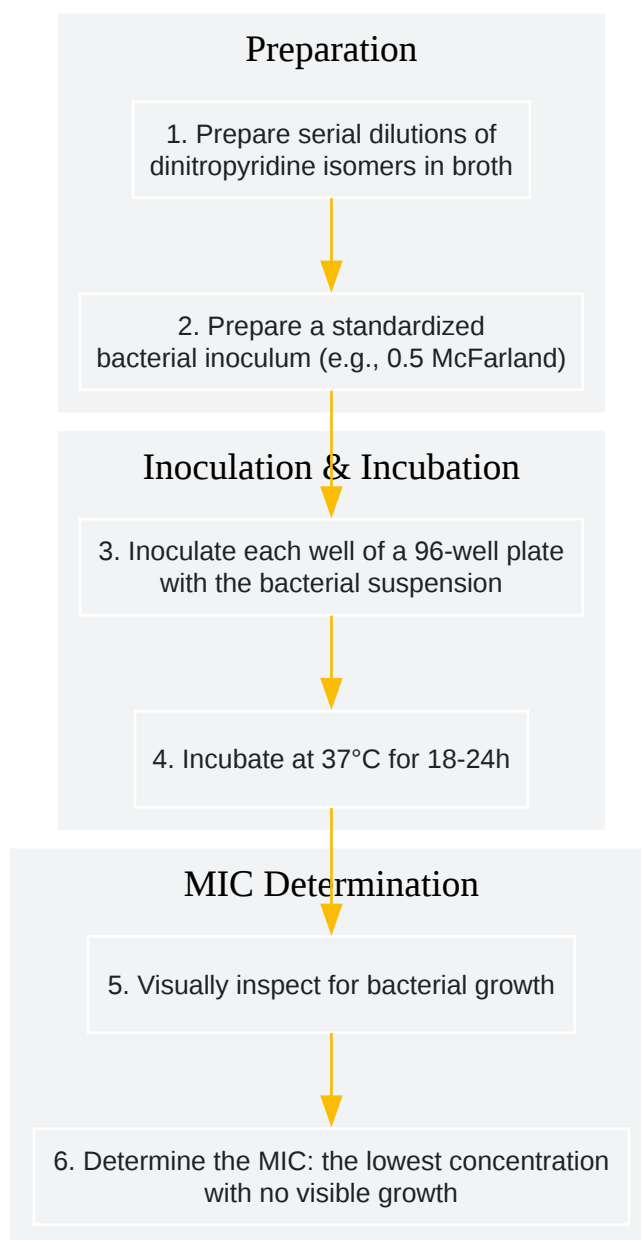 Preparation
1. Prepare serial dilutions of
dinitropyridine isomers in broth
2. Prepare a standardized
bacterial inoculum (e.g., 0.5 McFarland)
Inoculation & Incubation
3. Inoculate each well of a 96-well plate
with the bacterial suspension
4. Incubate at 37°C for 18-24h
MIC Determination
5. Visually inspect for bacterial growth
6. Determine the MIC: the lowest concentration
with no visible growth